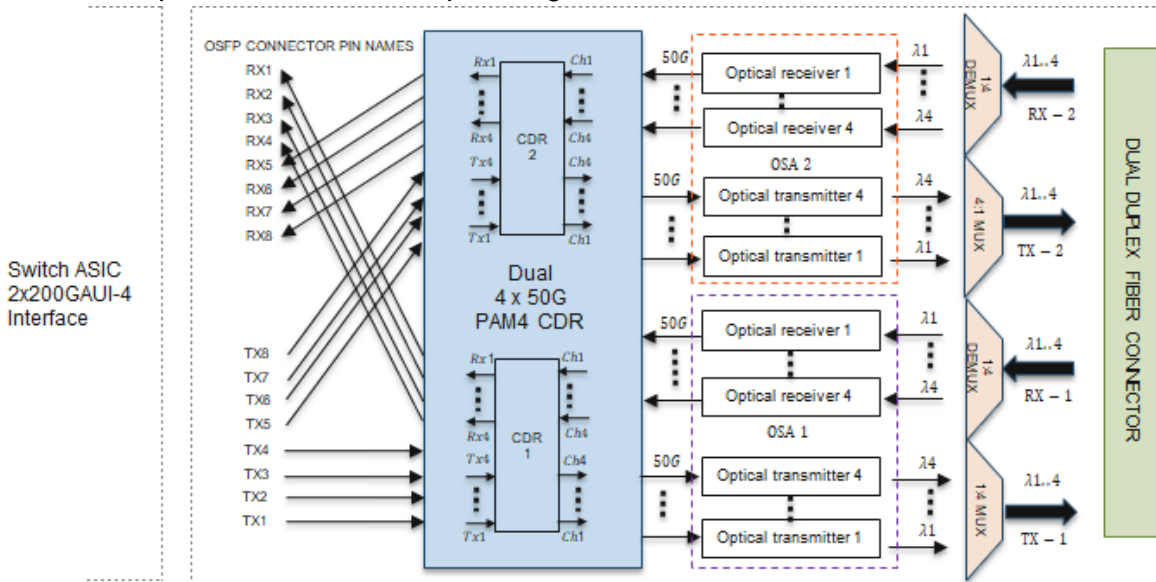 OSFP CONNECTOR PIN NAMES
RX1
RX2
RX3
RX4
RX5
RX6
RX7
RX8
Switch ASIC
2x200GAUI-4
Interface
TX8
TX7
TX6
TX5
TX4
TX3
TX2
TX1
Rx1
Rx4
Tx4
Tx1
CDR
2
Ch1
Ch4
Ch4
Ch1
Dual
4 x 50G
PAM4 CDR
Rx1
Rx4
Tx4
Tx1
CDR
1
Ch1
Ch4
Ch4
Ch1
50G
Optical receiver 1
Optical receiver 4
OSA 2
50G
Optical transmitter 4
Optical transmitter 1
50G
Optical receiver 1
Optical receiver 4
OSA 1
50G
Optical transmitter 4
Optical transmitter 1
λ1
λ4
λ4
λ1
λ1
λ4
λ4
λ1
1:4
DEMUX
4:1 MUX
1:4
DEMUX
1:4 MUX
λ1..4
RX – 2
λ1..4
TX – 2
λ1..4
RX – 1
λ1..4
TX – 1
DUAL DUPLEX FIBER CONNECTOR